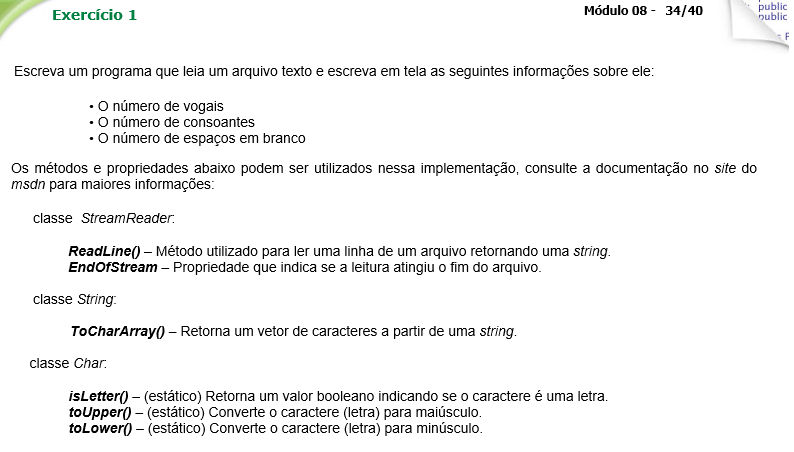 Exercício 1
Módulo 08 - 34/40
public
public
Escreva um programa que leia um arquivo texto e escreva em tela as seguintes informações sobre ele:
• O número de vogais
• O número de consoantes
• O número de espaços em branco
Os métodos e propriedades abaixo podem ser utilizados nessa implementação, consulte a documentação no site do
msdn para maiores informações:
classe StreamReader:
ReadLine() – Método utilizado para ler uma linha de um arquivo retornando uma string.
EndOfStream – Propriedade que indica se a leitura atingiu o fim do arquivo.
classe String:
ToCharArray() – Retorna um vetor de caracteres a partir de uma string.
classe Char:
isLetter() – (estático) Retorna um valor booleano indicando se o caractere é uma letra.
toUpper() – (estático) Converte o caractere (letra) para maiúsculo.
toLower() – (estático) Converte o caractere (letra) para minúsculo.